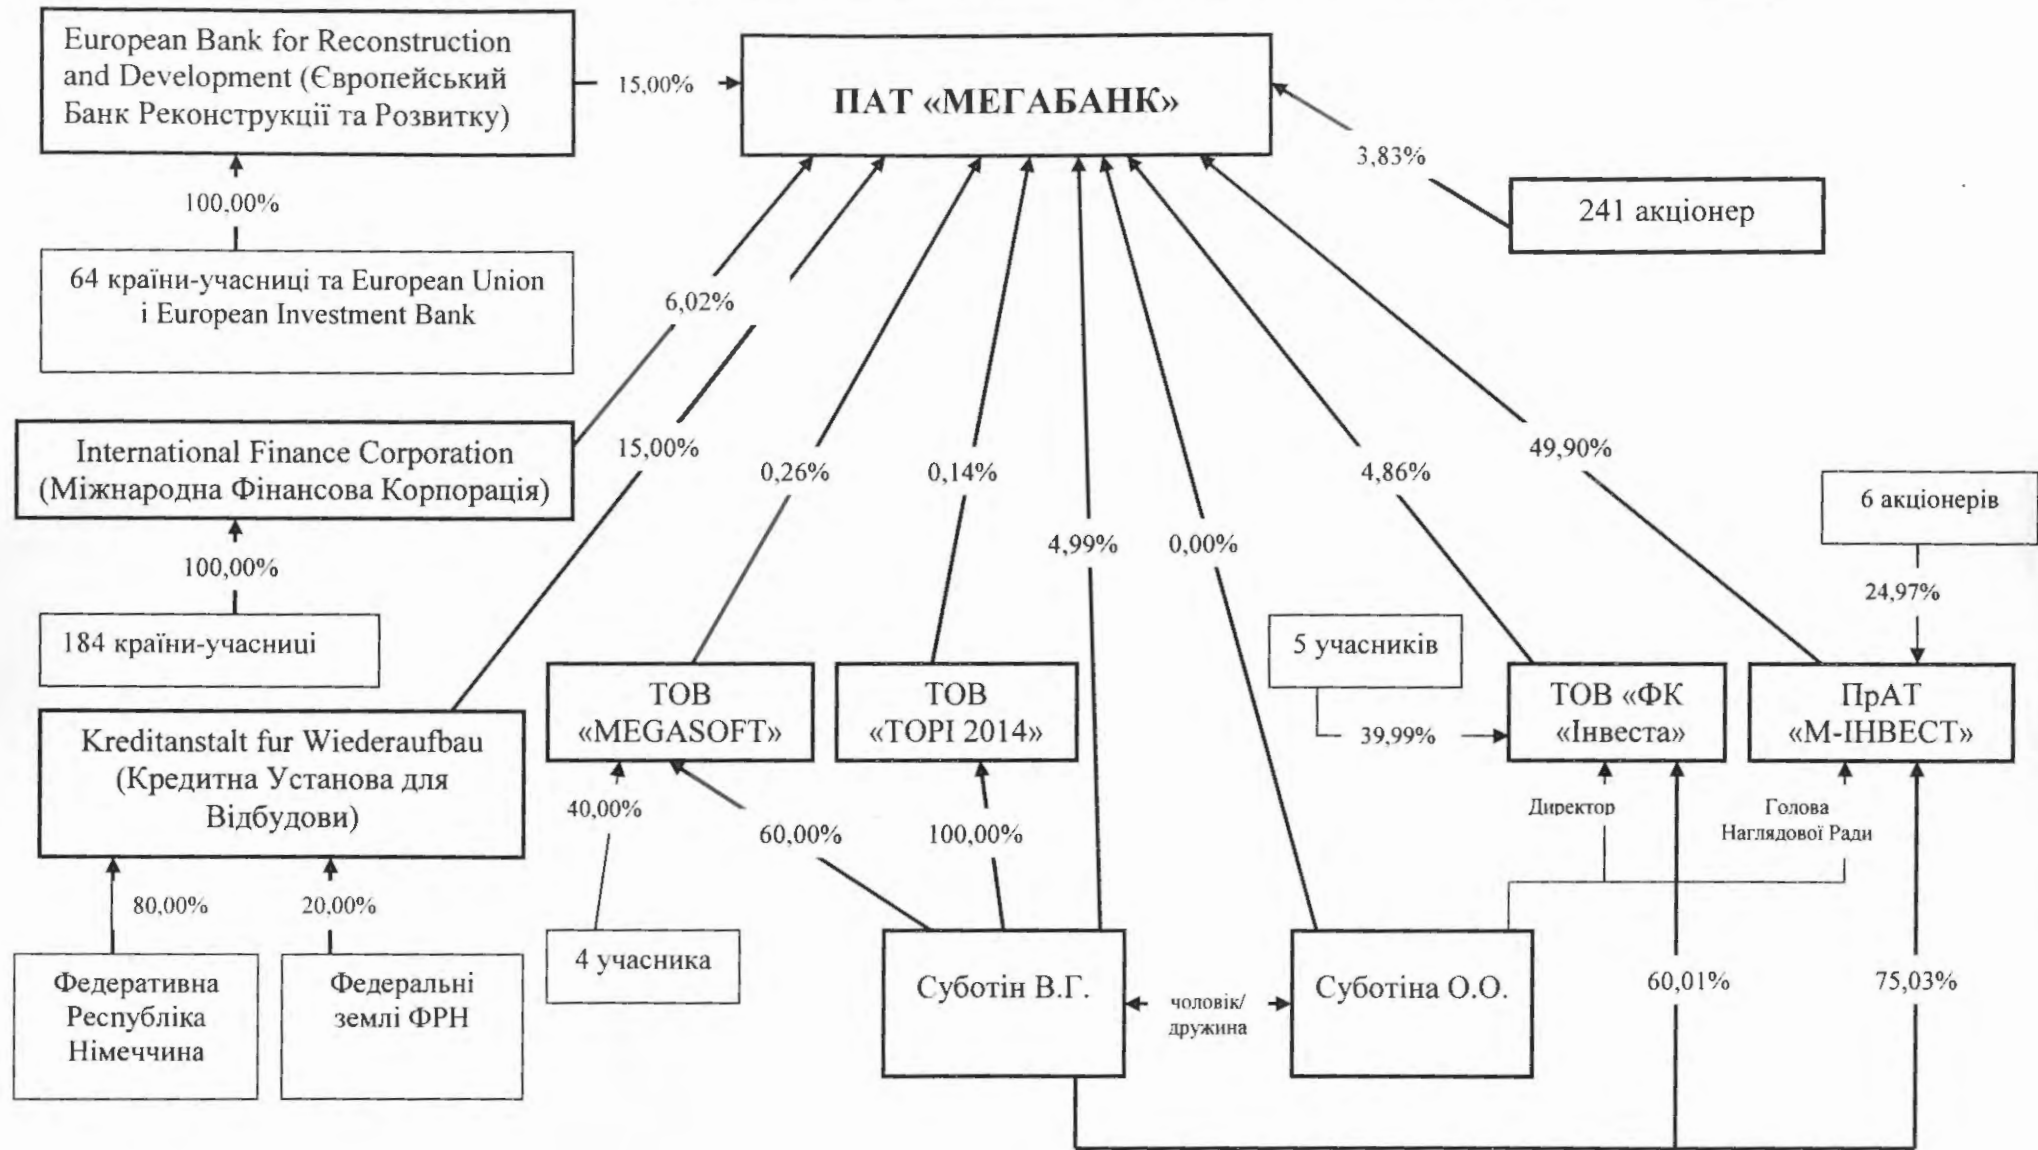 European Bank for Reconstruction
and Development (Європейський
Банк Реконструкції та Розвитку)
15,00%
ПАТ «МЕГАБАНК»
3,83%
241 акціонер
100,00%
64 країни-учасниці та European Union
і European Investment Bank
6,02%
International Finance Corporation
(Міжнародна Фінансова Корпорація)
15,00%
0,26%
0,14%
4,99%
0,00%
4,86%
49,90%
6 акціонерів
24,97%
100,00%
184 країни-учасниці
5 учасників
39,99%
Kreditanstalt fur Wiederaufbau
(Кредитна Установа для
Відбудови)
ТОВ
«MEGASOFT»
ТОВ
«ТОРІ 2014»
ТОВ «ФК
«Інвеста»
ПрАТ
«М-ІНВЕСТ»
40,00%
60,00%
100,00%
Директор
Голова
Наглядової Ради
80,00%
20,00%
Федеративна
Республіка
Німеччина
Федеральні
землі ФРН
4 учасника
Суботін В.Г.
чоловік/
дружина
Суботіна О.О.
60,01%
75,03%